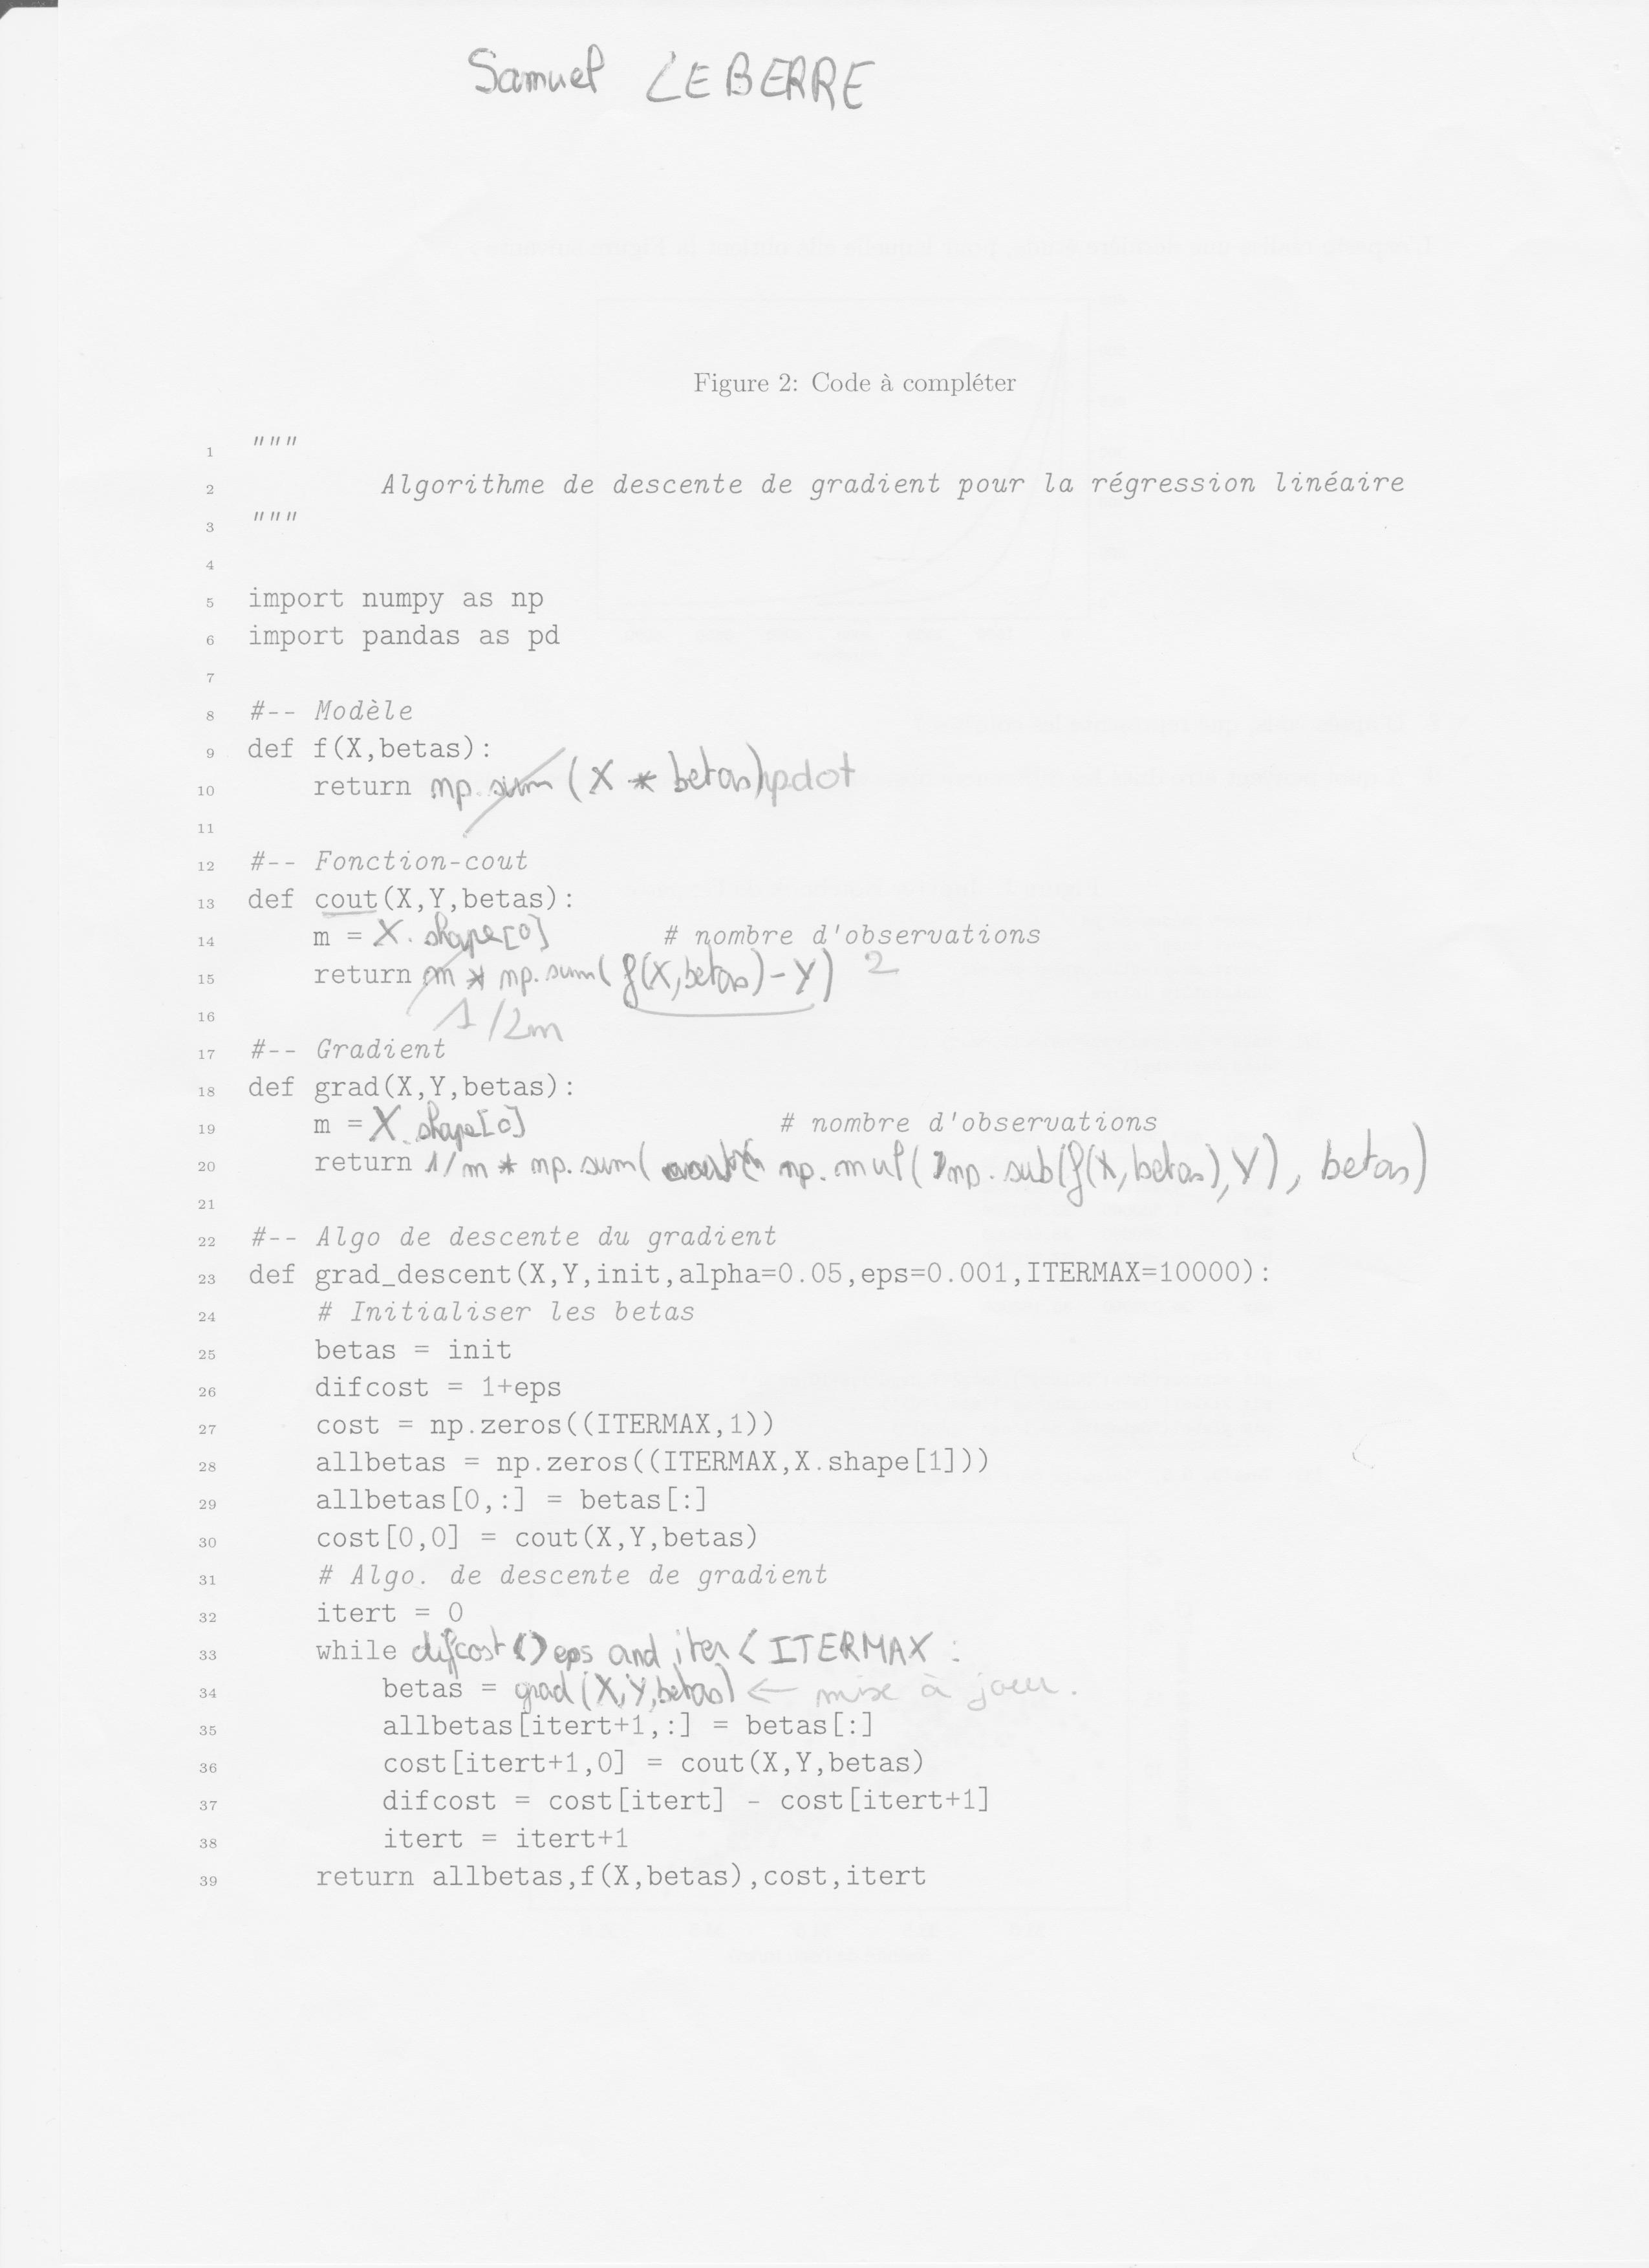 Samuel LEBERRE
Figure 2: Code à compléter
1 """
2 Algorithme de descente de gradient pour la régression linéaire
3 """
4
5 import numpy as np
6 import pandas as pd
7
8 #-- Modèle
9 def f(X,betas):
10 return np.sum (X * betas) np.dot
11
12 #-- Fonction-cout
13 def cout(X,Y,betas):
14 m = X.shape[0] # nombre d'observations
15 return m * np.sum(f(X,betas)-Y) 2
16 1/2m
17 #-- Gradient
18 def grad(X,Y,betas):
19 m = X.shape[0] # nombre d'observations
20 return 1/m * np.sum( np.mul( np.sub(f(X,betas),Y), betas)
21
22 #-- Algo de descente du gradient
23 def grad_descent(X,Y,init,alpha=0.05,eps=0.001,ITERMAX=10000):
24 # Initialiser les betas
25 betas = init
26 difcost = 1+eps
27 cost = np.zeros((ITERMAX,1))
28 allbetas = np.zeros((ITERMAX,X.shape[1]))
29 allbetas[0,:] = betas[:]
30 cost[0,0] = cout(X,Y,betas)
31 # Algo. de descente de gradient
32 itert = 0
33 while difcost > eps and iter < ITERMAX :
34 betas = grad(X,Y,betas) ← mise à jour.
35 allbetas[itert+1,:] = betas[:]
36 cost[itert+1,0] = cout(X,Y,betas)
37 difcost = cost[itert] - cost[itert+1]
38 itert = itert+1
39 return allbetas,f(X,betas),cost,itert